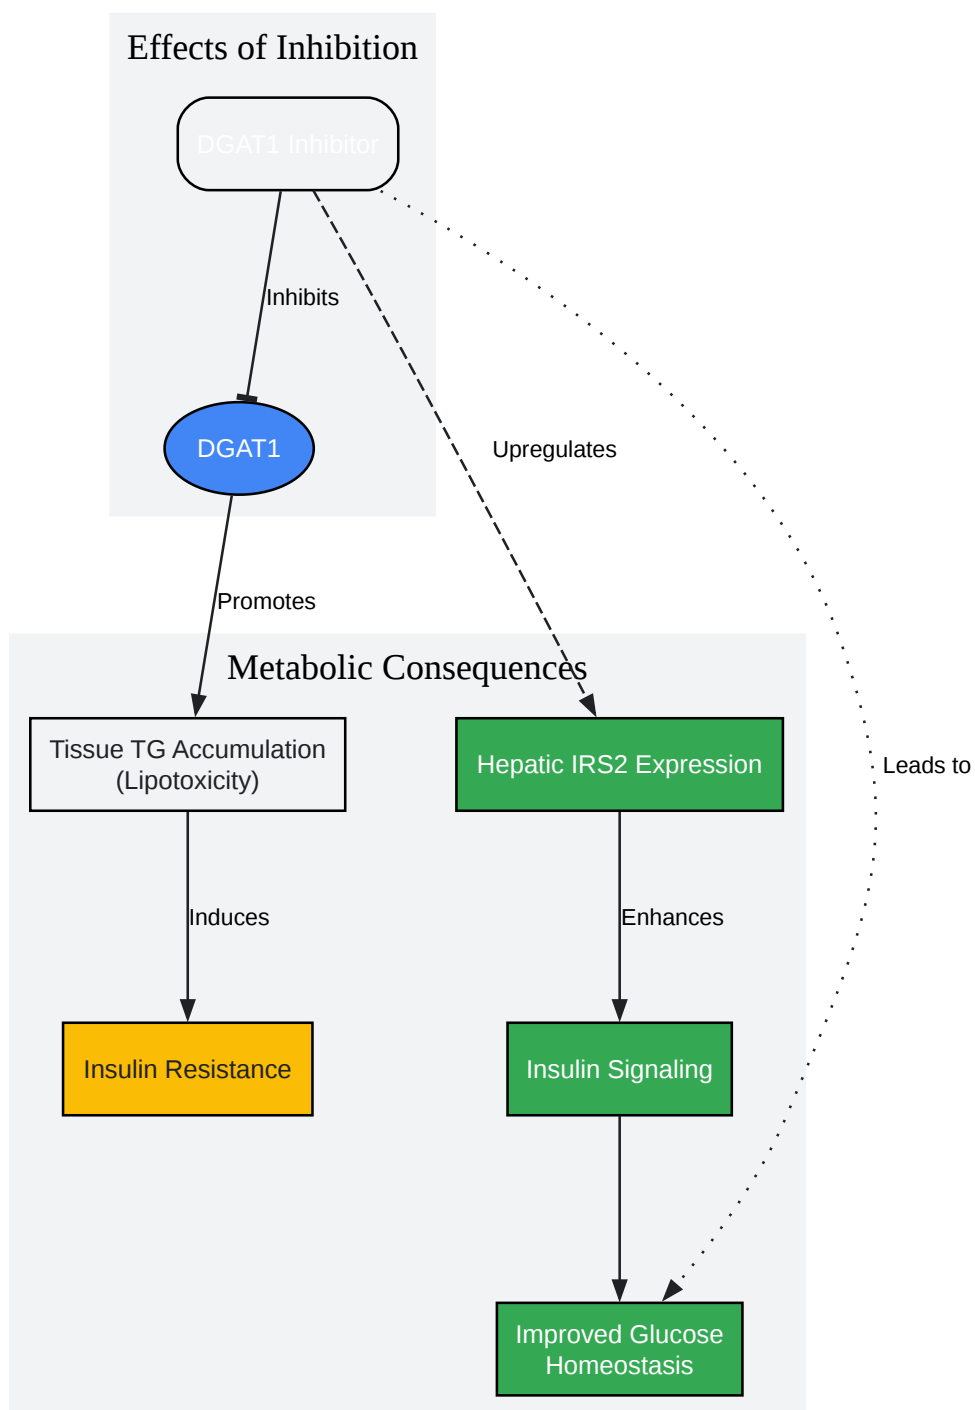 Effects of Inhibition
DGAT1 Inhibitor
Inhibits
DGAT1
Upregulates
Promotes
Metabolic Consequences
Tissue TG Accumulation
(Lipotoxicity)
Hepatic IRS2 Expression
Leads to
Induces
Enhances
Insulin Resistance
Insulin Signaling
Improved Glucose
Homeostasis